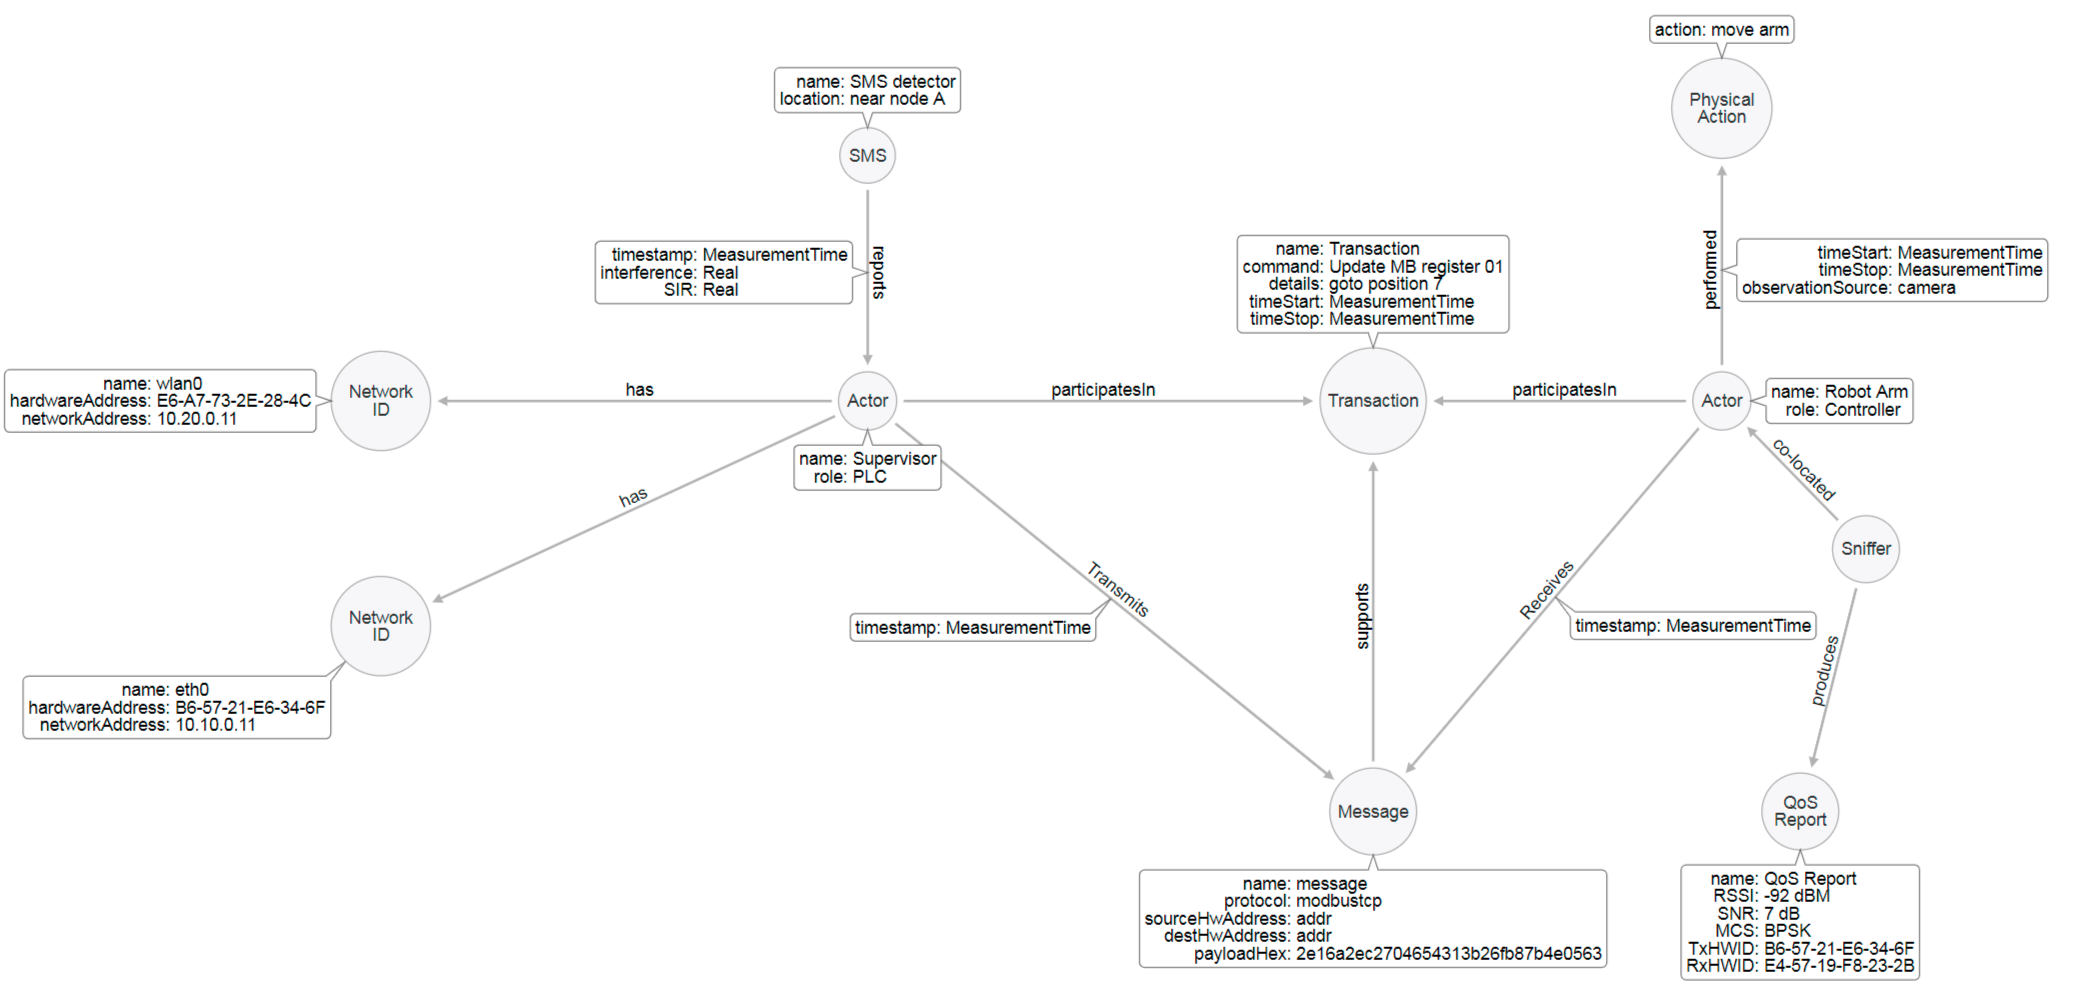 action: move arm
Physical
Action
name: SMS detector
location: near node A
SMS
timestamp: MeasurementTime
interference: Real
SIR: Real
reports
name: Transaction
command: Update MB register 01
details: goto position 7
timeStart: MeasurementTime
timeStop: MeasurementTime
performed
timeStart: MeasurementTime
timeStop: MeasurementTime
observationSource: camera
name: wlan0
hardwareAddress: E6-A7-73-2E-28-4C
networkAddress: 10.20.0.11
Network
ID
has
Actor
participatesIn
Transaction
participatesIn
Actor
name: Robot Arm
role: Controller
name: Supervisor
role: PLC
has
co-located
Sniffer
Network
ID
Transmits
timestamp: MeasurementTime
supports
Receives
timestamp: MeasurementTime
produces
name: eth0
hardwareAddress: B6-57-21-E6-34-6F
networkAddress: 10.10.0.11
Message
QoS
Report
name: message
protocol: modbustcp
sourceHwAddress: addr
destHwAddress: addr
payloadHex: 2e16a2ec2704654313b26fb87b4e0563
name: QoS Report
RSSI: -92 dBM
SNR: 7 dB
MCS: BPSK
TxHWID: B6-57-21-E6-34-6F
RxHWID: E4-57-19-F8-23-2B